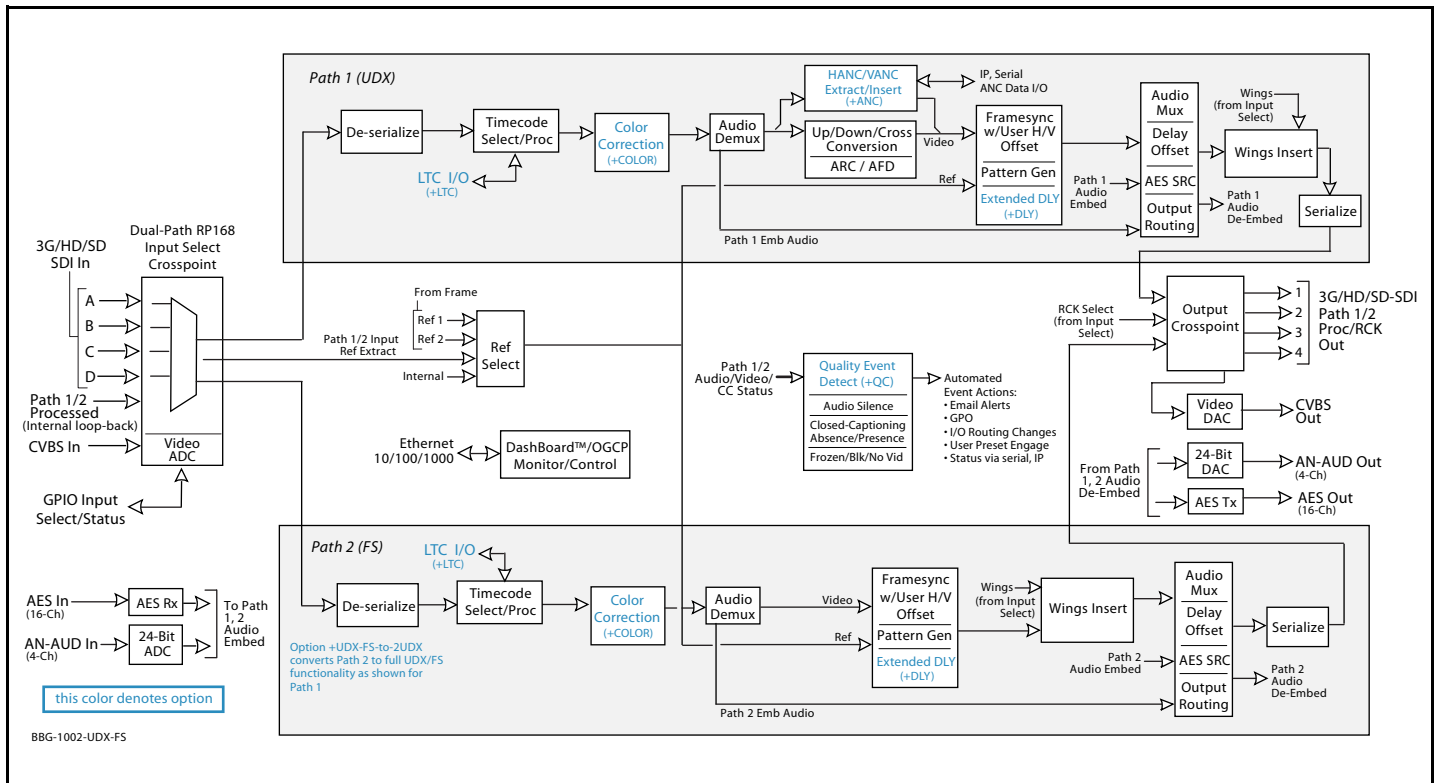 Path 1 (UDX)
De-serialize
Timecode
Select/Proc
LTC I/O
(+LTC)
Color
Correction
(+COLOR)
Audio
Demux
HANC/VANC
Extract/Insert
(+ANC)
IP, Serial
ANC Data I/O
Up/Down/Cross
Conversion
ARC / AFD
Video
Ref
Framesync
w/User H/V
Offset
Pattern Gen
Extended DLY
(+DLY)
Path 1 Emb Audio
Path 1
Audio
Embed
Audio
Mux
Delay
Offset
AES SRC
Output
Routing
Wings
(from Input
Select)
Wings Insert
Path 1
Audio
De-Embed
Serialize
Dual-Path RP168
Input Select
Crosspoint
3G/HD/SD
SDI In
A
B
C
D
Path 1/2
Processed
(Internal loop-back)
CVBS In
Video
ADC
GPIO Input
Select/Status
From Frame
Ref 1
Ref 2
Path 1/2 Input
Ref Extract
Internal
Ref
Select
Ethernet
10/100/1000
DashBoard™/OGCP
Monitor/Control
Path 1/2
Audio/Video/
CC Status
Quality Event
Detect (+QC)
Audio Silence
Closed-Captioning
Absence/Presence
Frozen/Blk/No Vid
Automated
Event Actions:
• Email Alerts
• GPO
• I/O Routing Changes
• User Preset Engage
• Status via serial, IP
RCK Select
(from Input
Select)
Output
Crosspoint
1
2
3
4
3G/HD/SD-SDI
Path 1/2
Proc/RCK
Out
Video
DAC
CVBS
Out
From Path
1, 2 Audio
De-Embed
24-Bit
DAC
AN-AUD Out
(4-Ch)
AES Tx
AES Out
(16-Ch)
AES In
(16-Ch)
AES Rx
AN-AUD In
(4-Ch)
24-Bit
ADC
To Path
1, 2
Audio
Embed
this color denotes option
BBG-1002-UDX-FS
Path 2 (FS)
LTC I/O
(+LTC)
De-serialize
Timecode
Select/Proc
Color
Correction
(+COLOR)
Audio
Demux
Option +UDX-FS-to-2UDX
converts Path 2 to full UDX/FS
functionality as shown for
Path 1
Video
Ref
Framesync
w/User H/V
Offset
Pattern Gen
Extended DLY
(+DLY)
Path 2 Emb Audio
Wings
(from Input
Select)
Wings Insert
Path 2
Audio Embed
Audio
Mux
Delay
Offset
AES SRC
Output
Routing
Serialize
Path 2
Audio
De-Embed